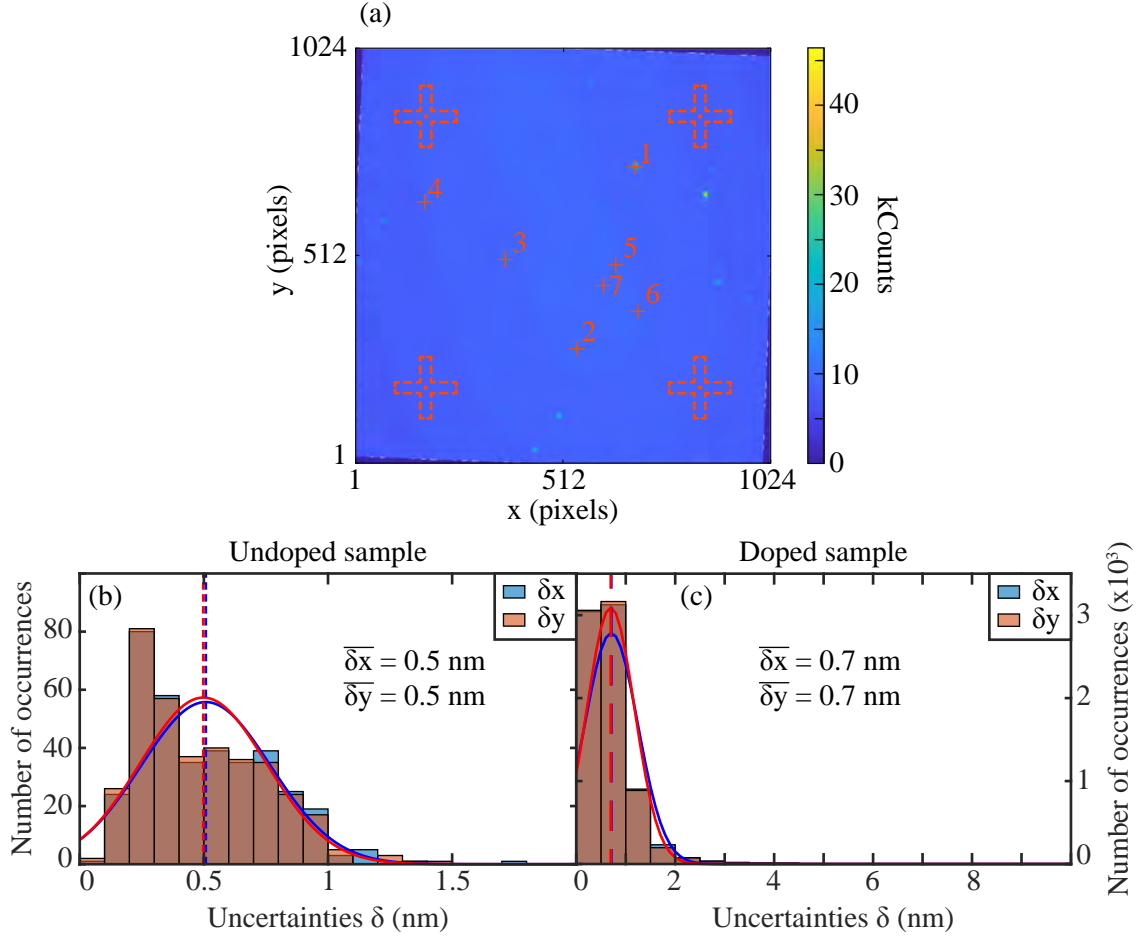 (a)
1024
512
1
y (pixels)
1
512
1024
x (pixels)
1
2
3
4
5
6
7
40
30
20
10
0
kCounts
Undoped sample
(b)
δx
δy
δx = 0.5 nm
δy = 0.5 nm
80
60
40
20
0
Number of occurrences
0
0.5
1
1.5
Uncertainties δ (nm)
Doped sample
(c)
δx
δy
δx = 0.7 nm
δy = 0.7 nm
3
2
1
0
Number of occurrences (x10³)
2
4
6
8
Uncertainties δ (nm)